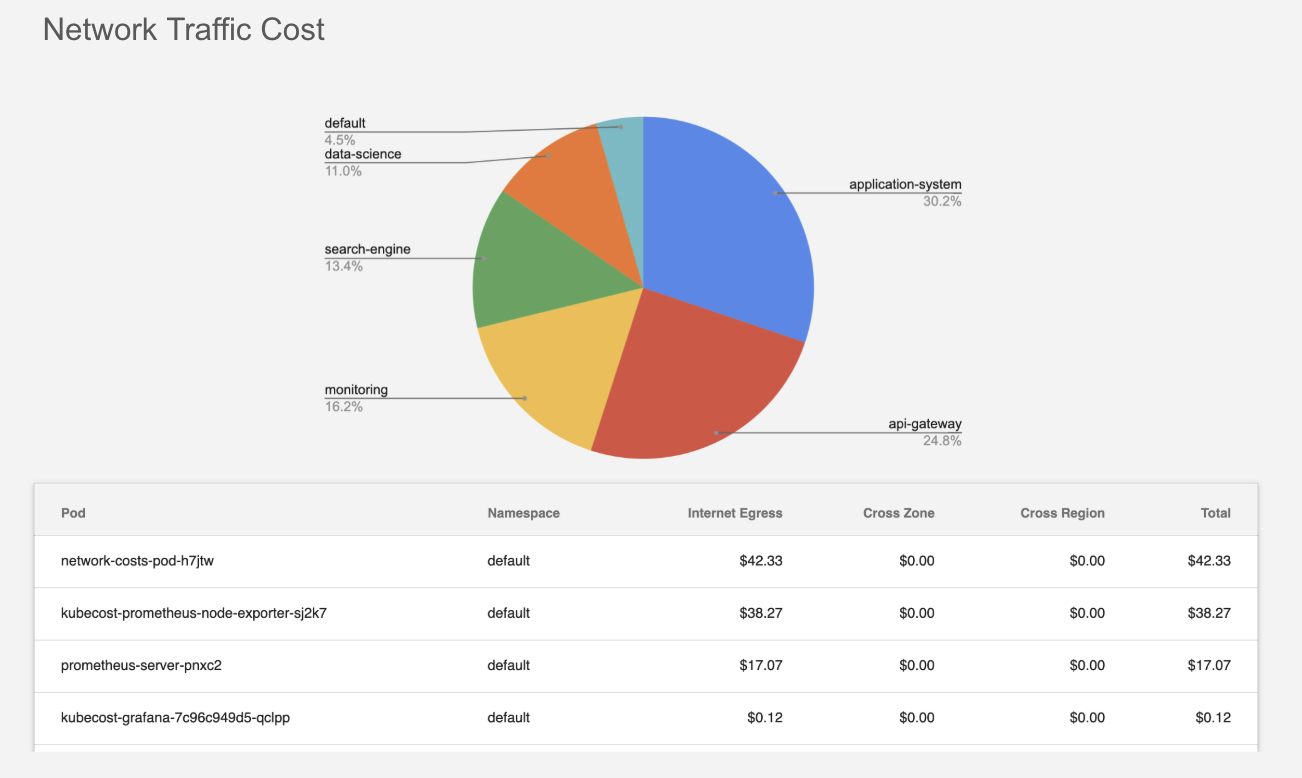 Network Traffic Cost
default
4.5%
data-science
11.0%
application-system
30.2%
search-engine
13.4%
monitoring
16.2%
api-gateway
24.8%
Pod Namespace Internet Egress Cross Zone Cross Region Total
network-costs-pod-h7jtw default $42.33 $0.00 $0.00 $42.33
kubecost-prometheus-node-exporter-sj2k7 default $38.27 $0.00 $0.00 $38.27
prometheus-server-pnxc2 default $17.07 $0.00 $0.00 $17.07
kubecost-grafana-7c96c949d5-qclpp default $0.12 $0.00 $0.00 $0.12